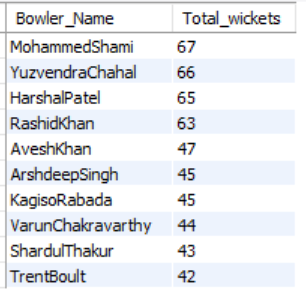 Bowler_Name Total_wickets
MohammedShami 67
YuzvendraChahal 66
HarshalPatel 65
RashidKhan 63
AveshKhan 47
ArshdeepSingh 45
KagisoRabada 45
VarunChakravarthy 44
ShardulThakur 43
TrentBoult 42